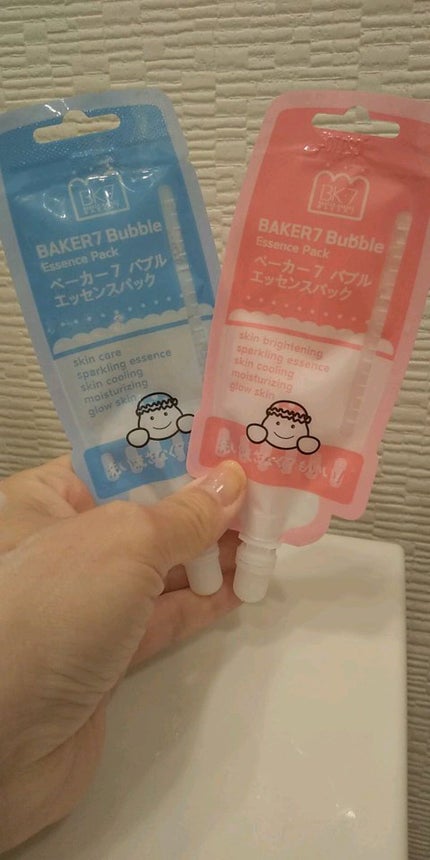 BK7
BAKER7 Bubble
Essence Pack
ベーカー7 バブル
エッセンスパック
skin care
sparkling essence
skin cooling
moisturizing
glow skin
BK7
BAKER7 Bubble
Essence Pack
ベーカー7 バブル
エッセンスパック
skin brightening
sparkling essence
skin cooling
moisturizing
glow skin